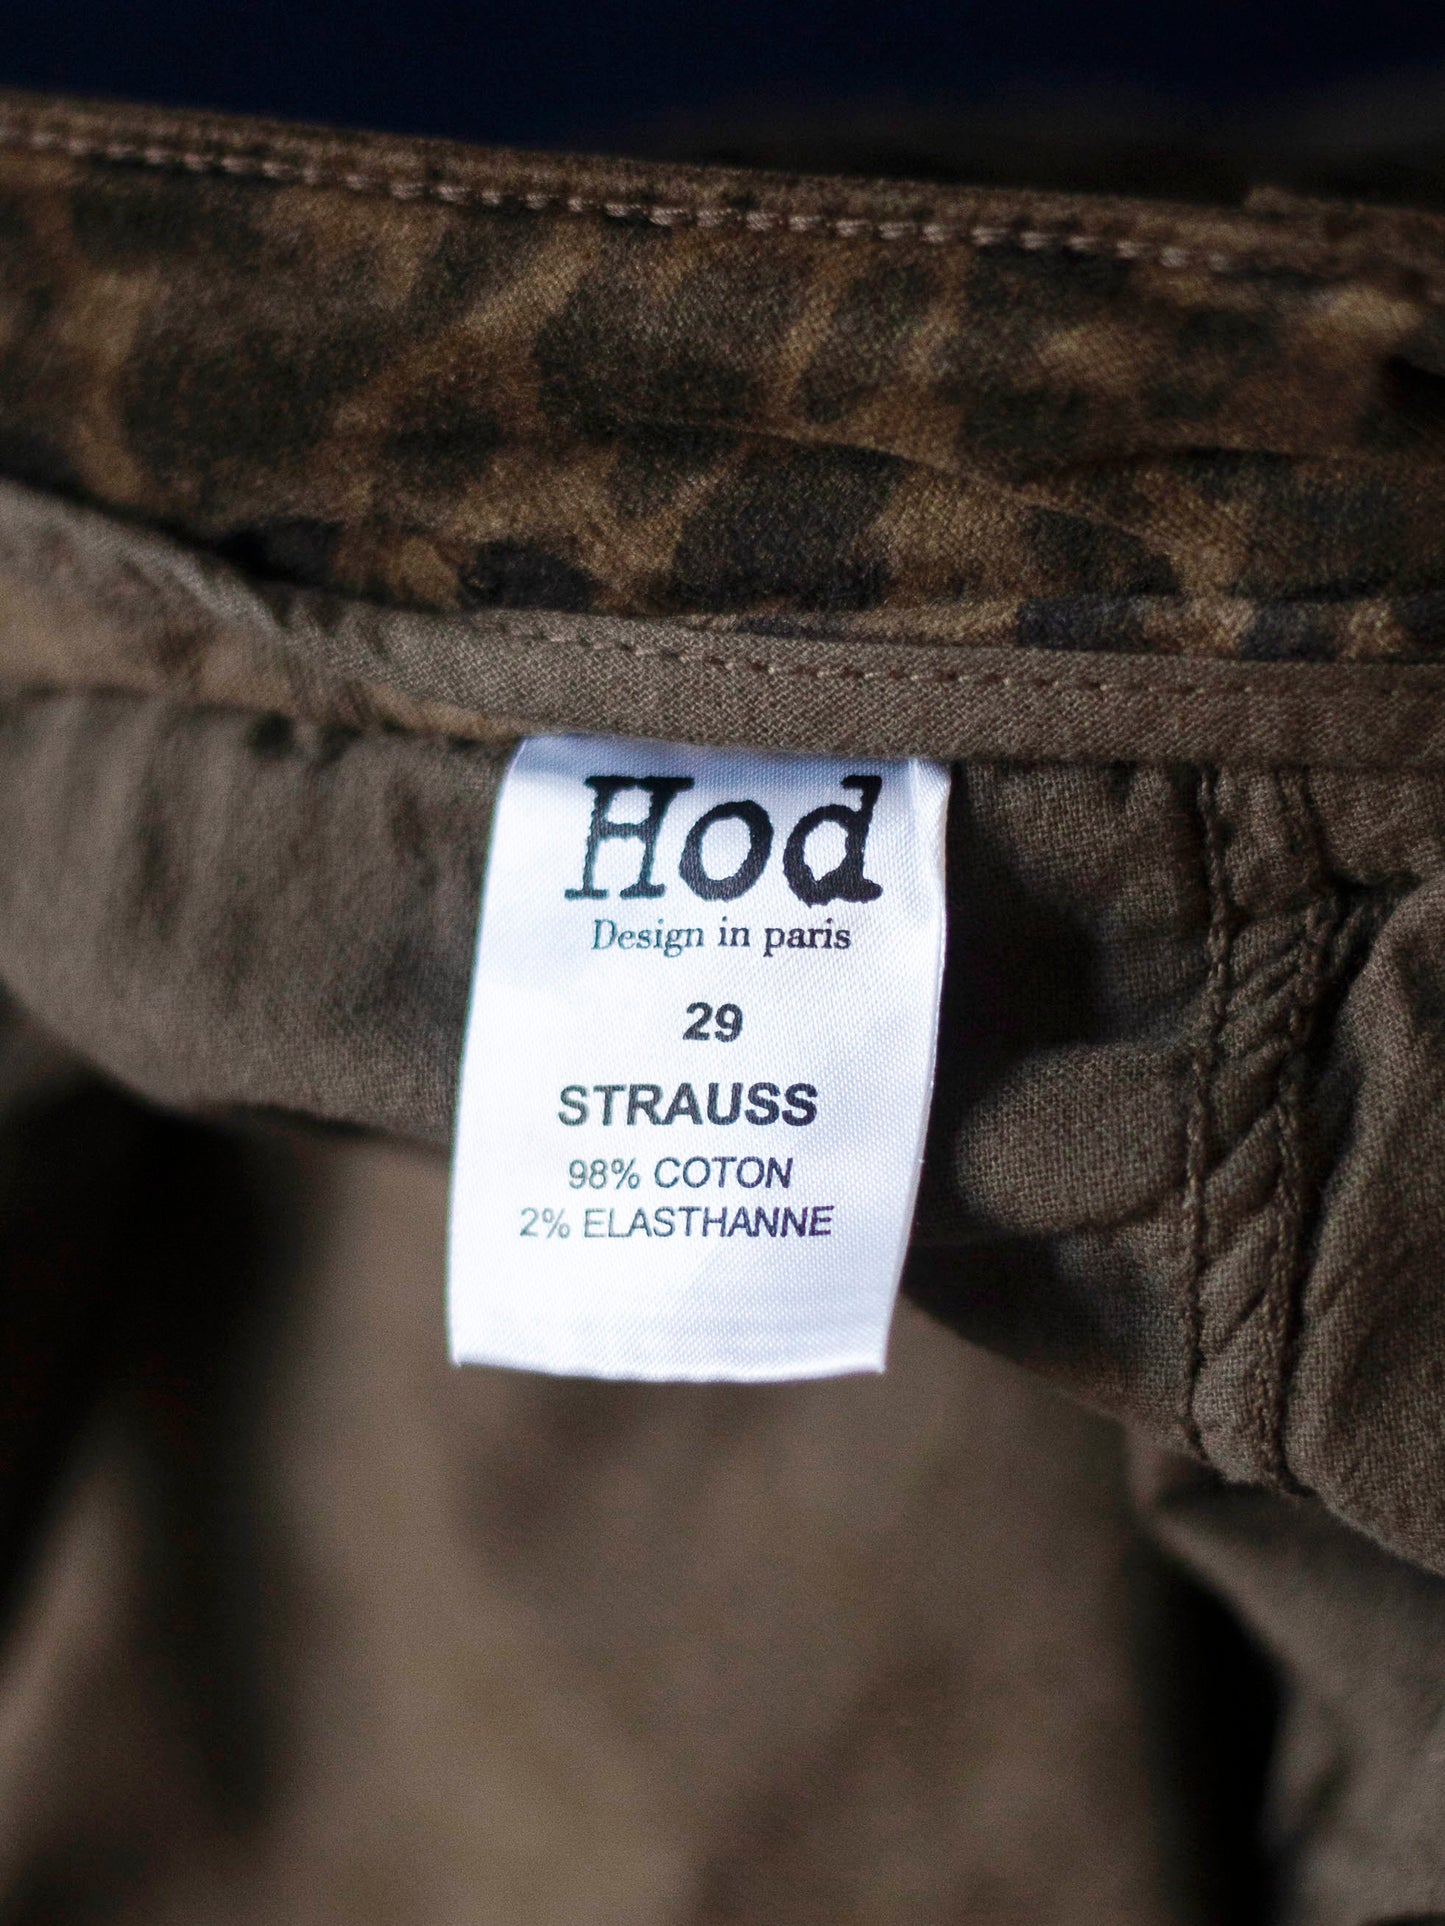 Hod
Design in paris
29
STRAUSS
98% COTON
2% ELASTHANNE